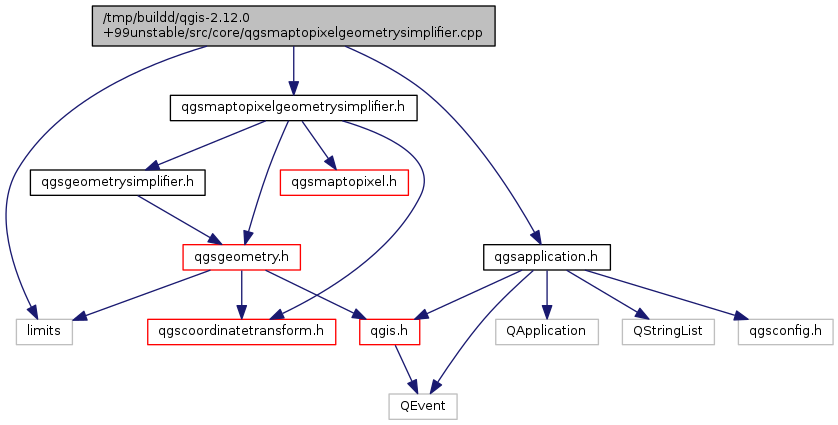 /tmp/buildd/qgis-2.12.0
+99unstable/src/core/qgsmaptopixelgeometrysimplifier.cpp
qgsmaptopixelgeometrysimplifier.h
qgsgeometrysimplifier.h
qgsmaptopixel.h
qgsgeometry.h
qgsapplication.h
limits
qgscoordinatetransform.h
qgis.h
QApplication
QStringList
qgsconfig.h
QEvent